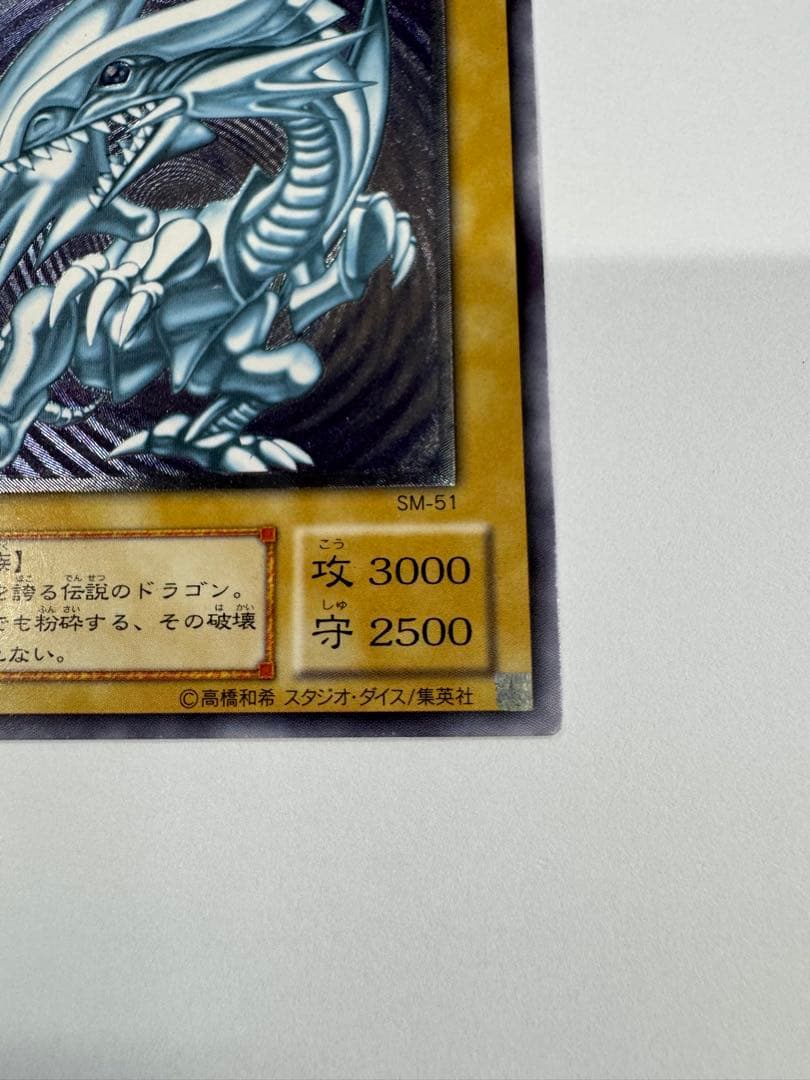 SM-51
族】
を誇る伝説のドラゴン。
でも粉砕する、その破壊
れない。
こう
攻 3000
しゅ
守 2500
©高橋和希 スタジオ・ダイス/集英社